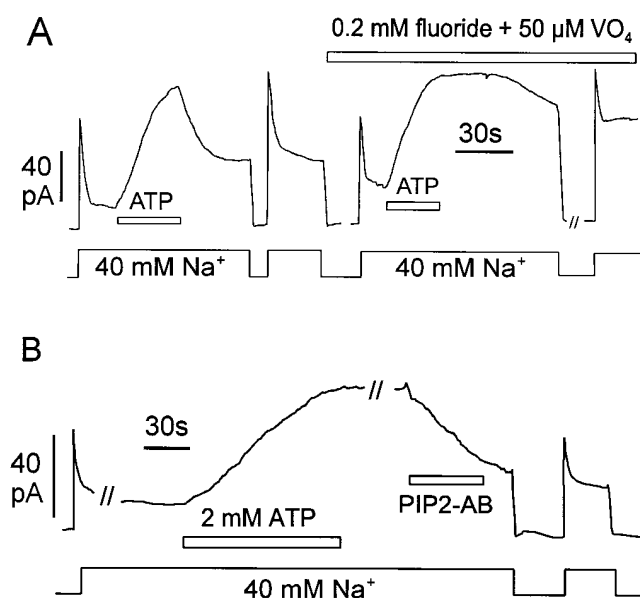 A
0.2 mM fluoride + 50 µM VO4
40
pA
ATP
30s
ATP
//
40 mM Na+
40 mM Na+
B
30s
//
//
40
pA
2 mM ATP
PIP2-AB
40 mM Na+